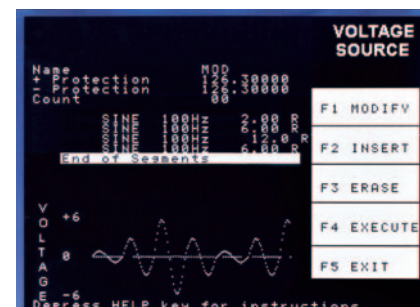 VOLTAGE
SOURCE
Name MOD
+ Protection 126.30000
- Protection 126.30000
Count 00
SINE 100Hz 2.00 R
SINE 100Hz 6.00 R
SINE 100Hz 12.0 R
SINE 100Hz 6.00 R
End of Segments
F1 MODIFY
F2 INSERT
F3 ERASE
F4 EXECUTE
F5 EXIT
VOLTAGE
+6
0
-6
Depress HELP key for instructions